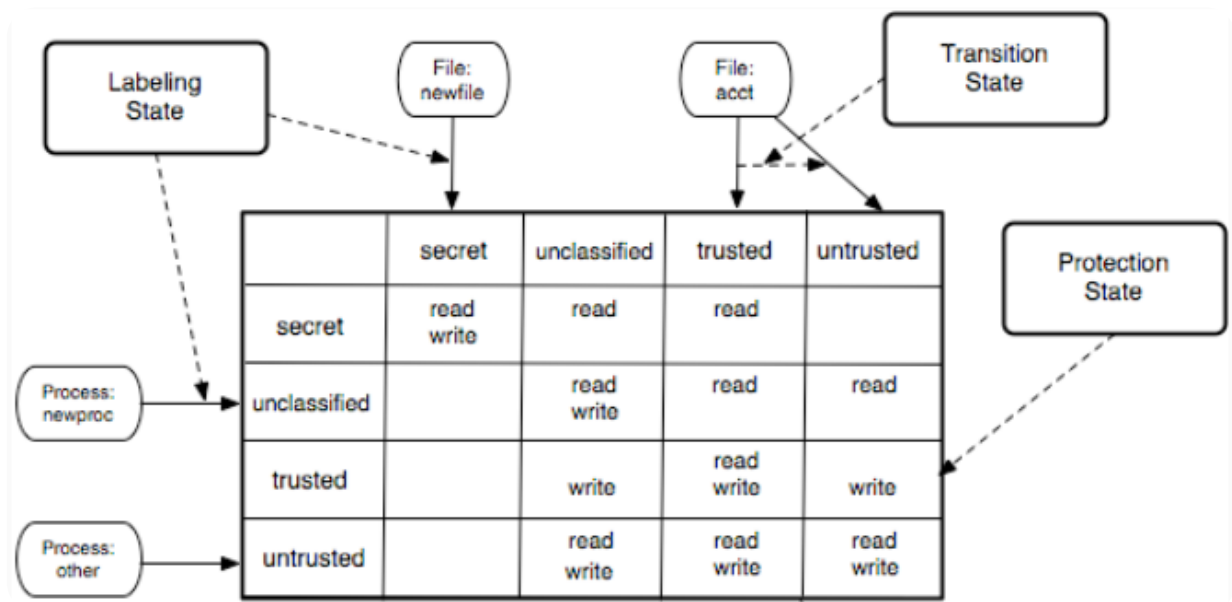 Labeling
State
File:
newfile
File:
acct
Transition
State
secret unclassified trusted untrusted
Protection
State
secret read write read read
Process:
newproc
unclassified read write read read
trusted write read write write
Process:
other
untrusted read write read write read write